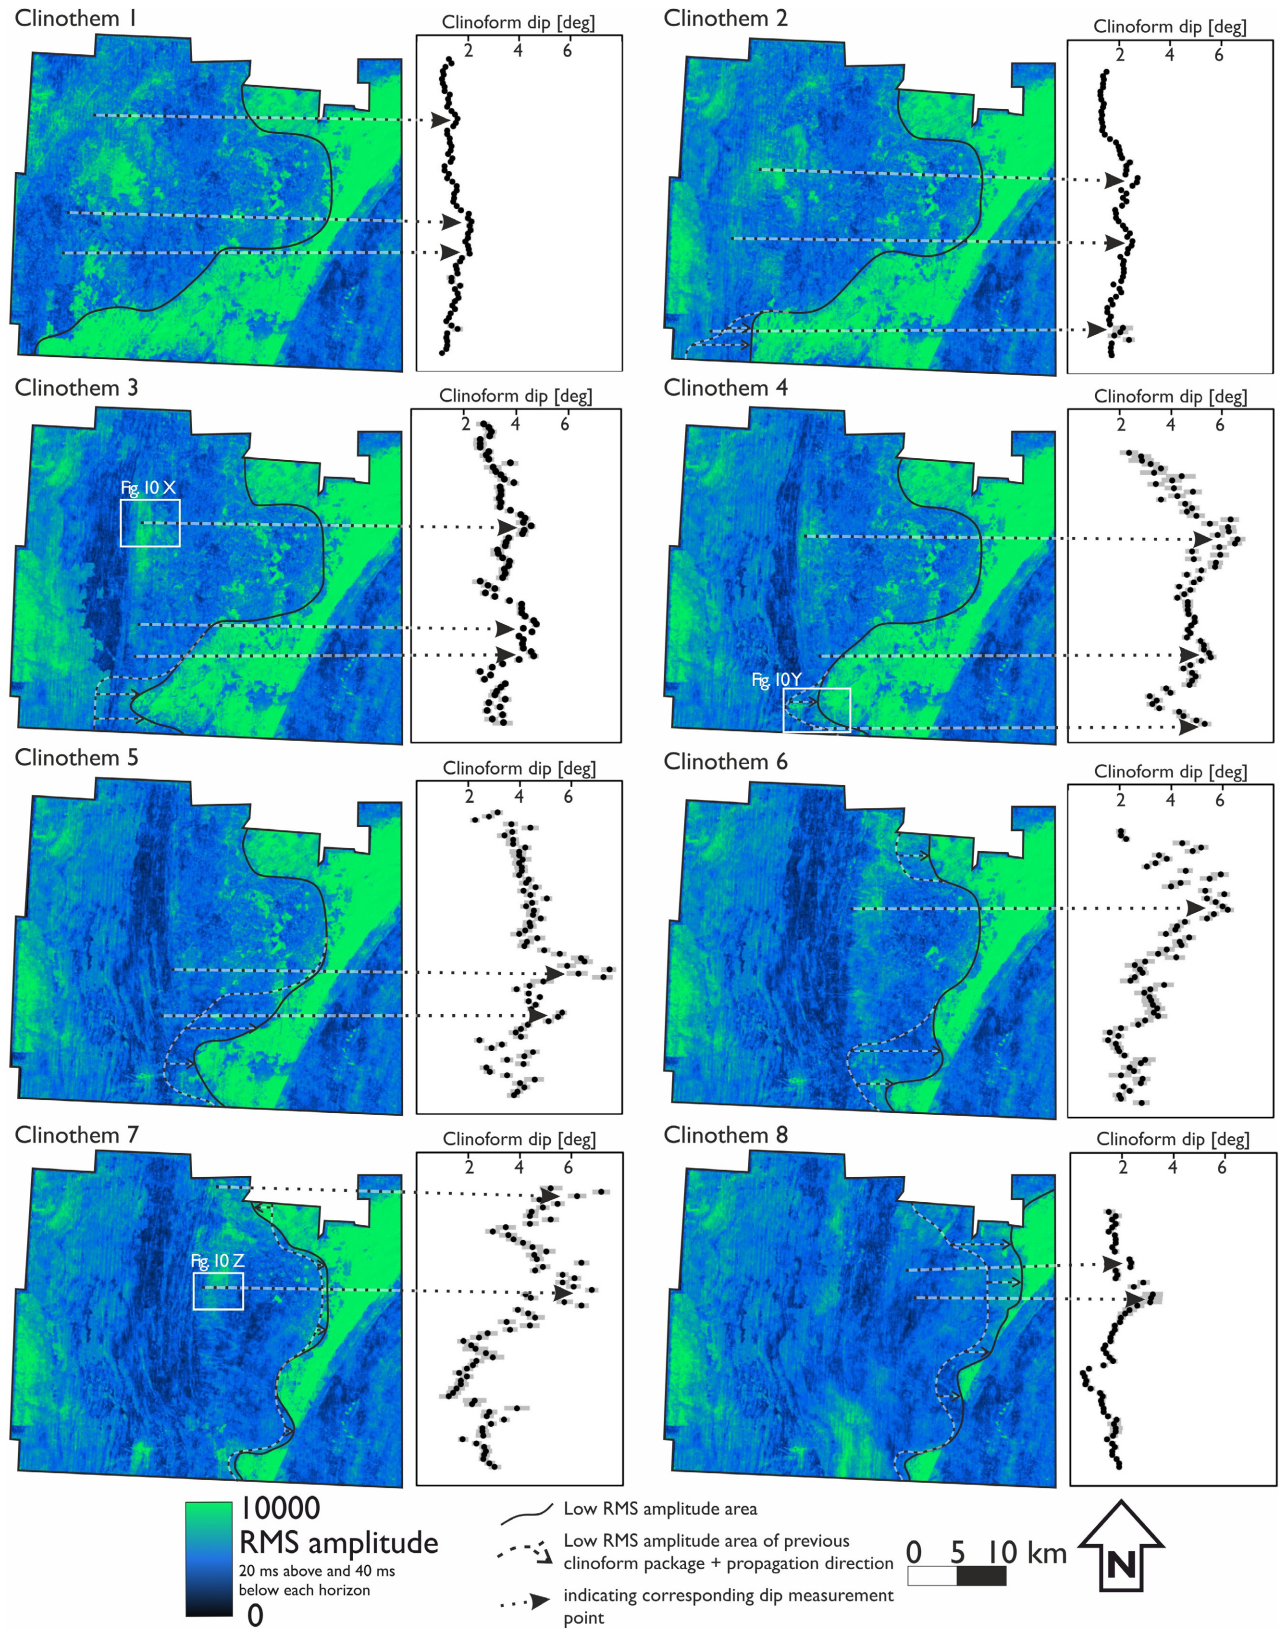 Clinothem 1
Clinoform dip [deg]
2 4 6
Clinothem 2
Clinoform dip [deg]
2 4 6
Clinothem 3
Clinoform dip [deg]
2 4 6
Fig. 10 X
Clinothem 4
Clinoform dip [deg]
2 4 6
Fig. 10 Y
Clinothem 5
Clinoform dip [deg]
2 4 6
Clinothem 6
Clinoform dip [deg]
2 4 6
Clinothem 7
Clinoform dip [deg]
2 4 6
Fig. 10 Z
Clinothem 8
Clinoform dip [deg]
2 4 6
10000
RMS amplitude
20 ms above and 40 ms
below each horizon
0
Low RMS amplitude area
Low RMS amplitude area of previous
clinoform package + propagation direction
indicating corresponding dip measurement
point
0 5 10 km
N